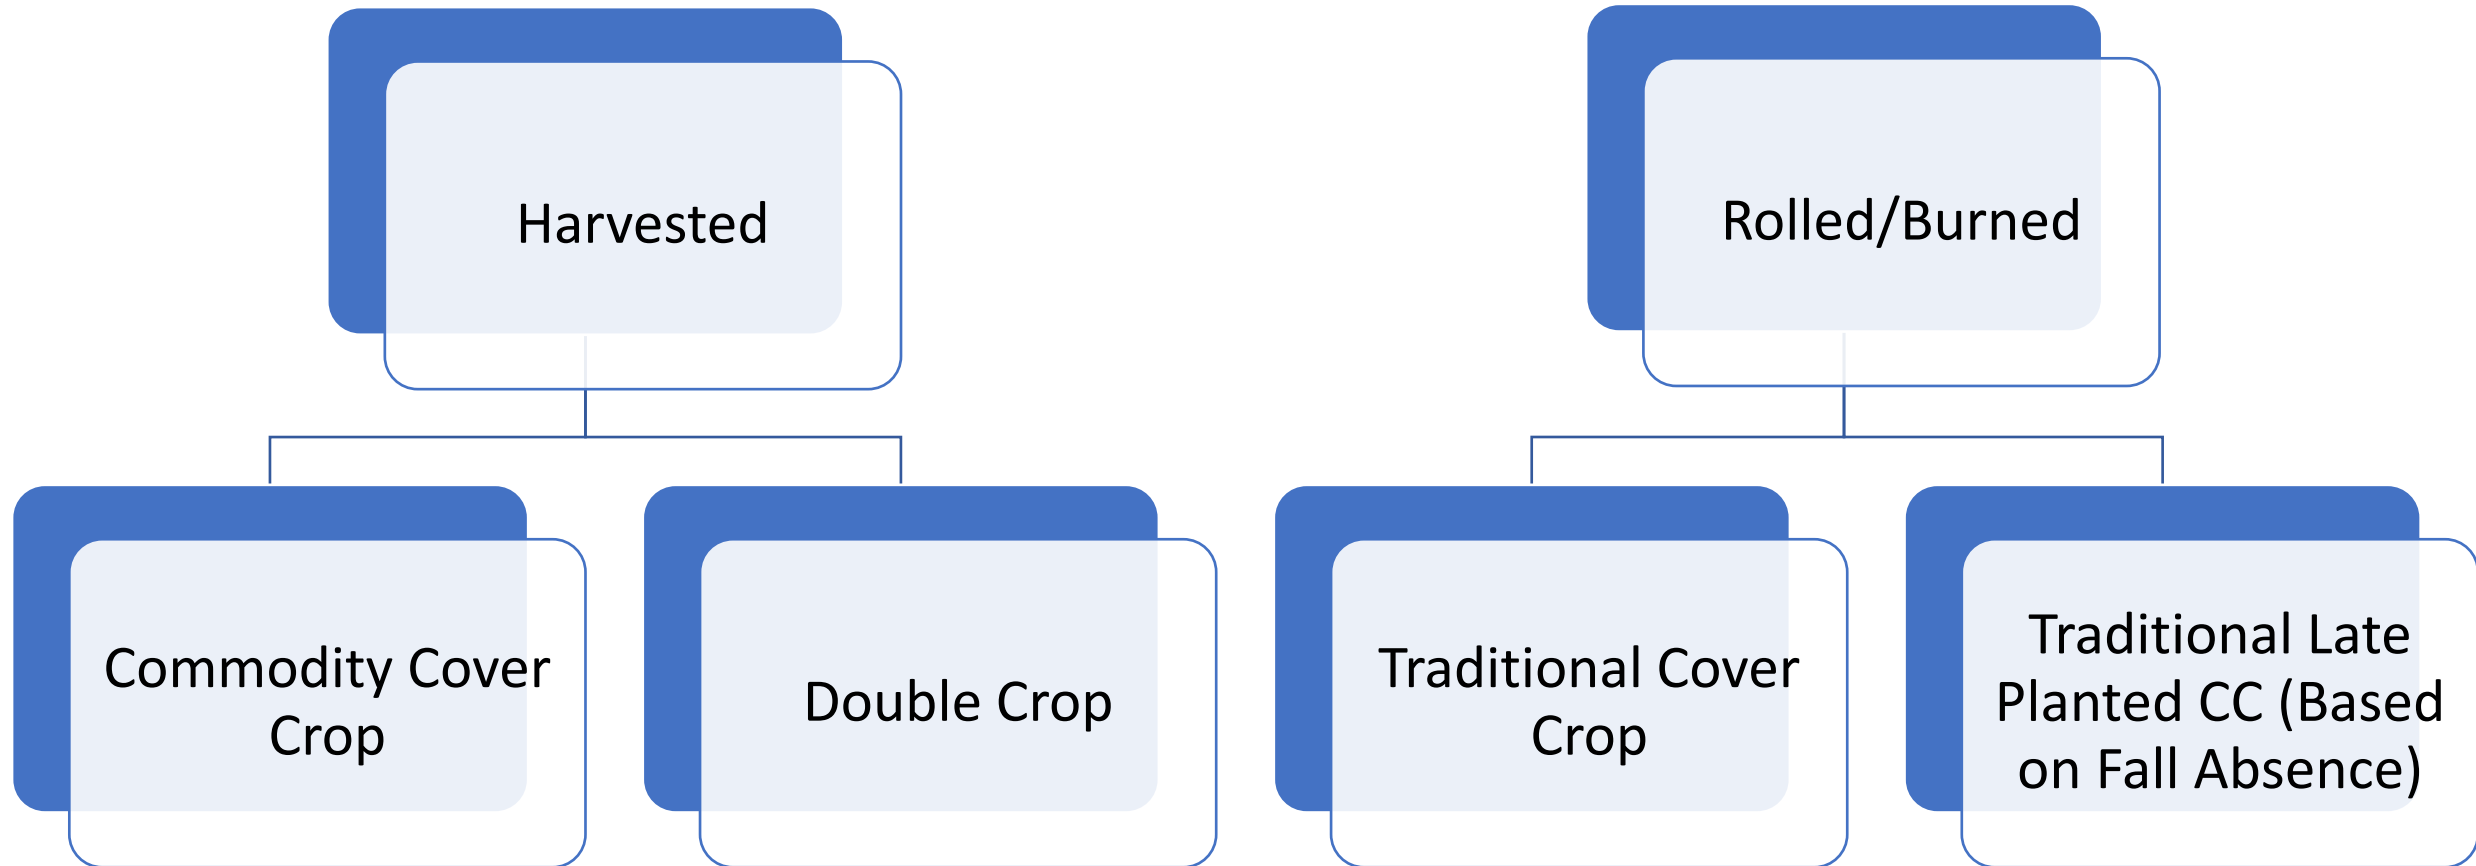 Harvested
Rolled/Burned
Commodity Cover
Crop
Double Crop
Traditional Cover
Crop
Traditional Late
Planted CC (Based
on Fall Absence)